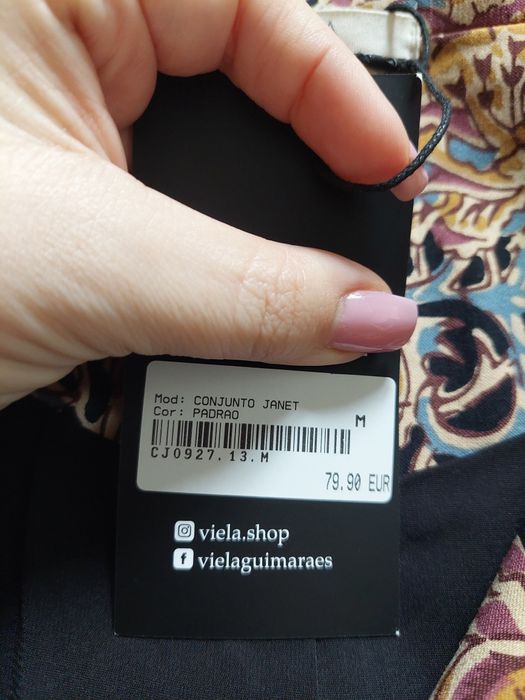 Mod: CONJUNTO JANET
Cor: PADRAO
M
CJ0927.13.M
79.90 EUR
viela.shop
f vielaguimaraes